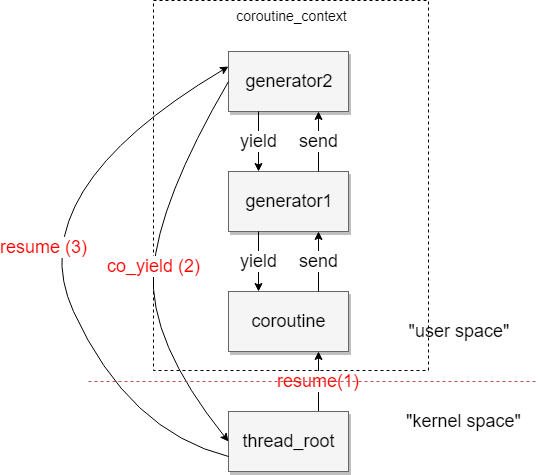 coroutine_context
generator2
yield
send
generator1
resume (3)
co_yield (2)
yield
send
coroutine
"user space"
resume(1)
"kernel space"
thread_root